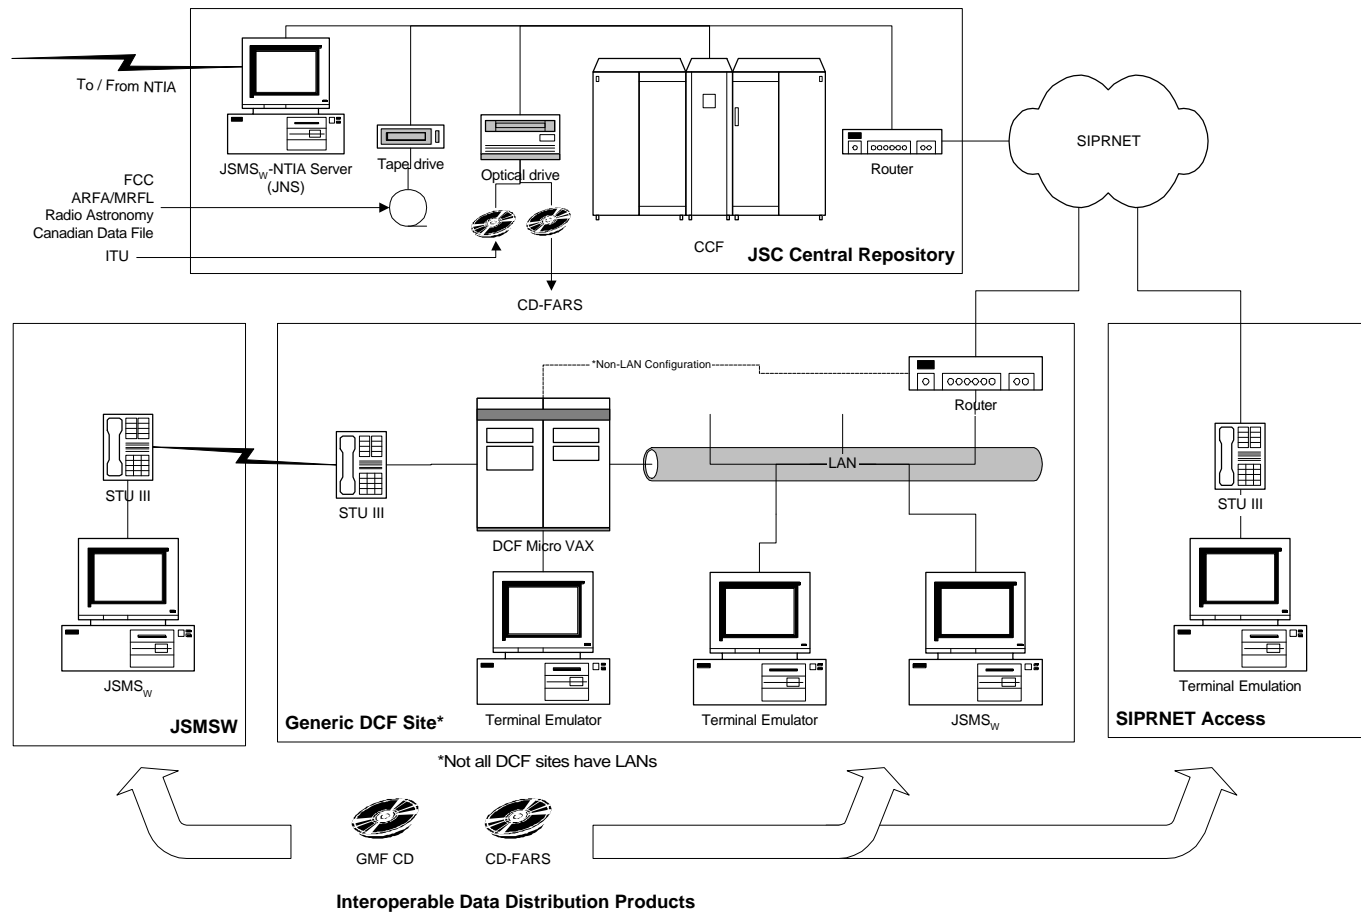 To / From NTIA
JSMSW-NTIA Server
(JNS)
Tape drive
Optical drive
CCF
Router
SIPRNET
FCC
ARFA/MRFL
Radio Astronomy
Canadian Data File
ITU
JSC Central Repository
CD-FARS
*Non-LAN Configuration
Router
LAN
STU III
STU III
DCF Micro VAX
STU III
JSMSW
Terminal Emulator
Terminal Emulator
JSMSW
Terminal Emulation
JSMSW
Generic DCF Site*
SIPRNET Access
*Not all DCF sites have LANs
GMF CD
CD-FARS
Interoperable Data Distribution Products